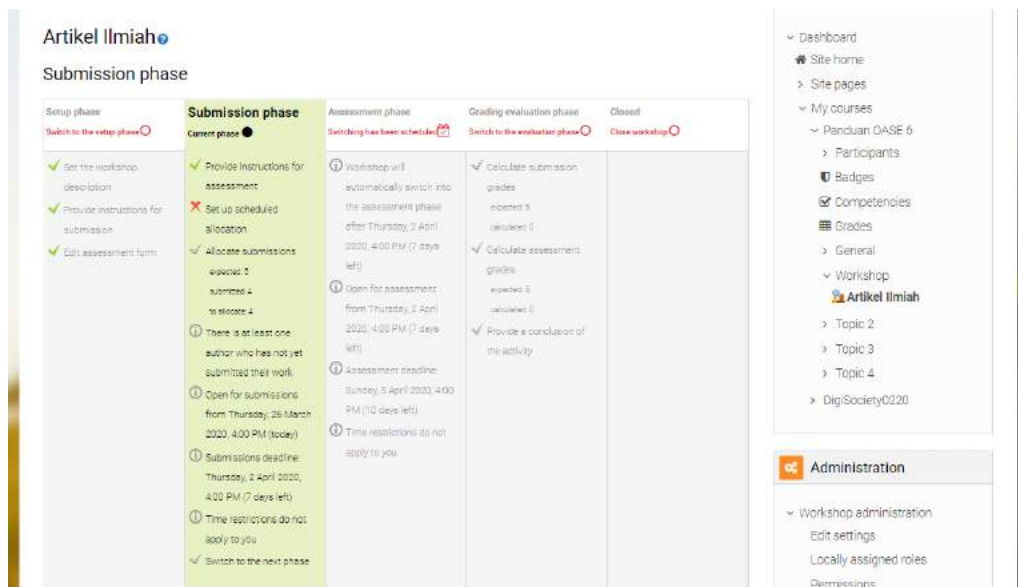 Artikel Ilmiah
Submission phase
Setup phase
Switch to the setup phase
Set the workshop
description
Provide instructions for
submission
Edit assessment form
Submission phase
Current phase
Provide instructions for
assessment
Set up scheduled
allocation
Allocate submissions
expected: 5
submitted: 4
to allocate: 4
There is at least one
author who has not yet
submitted their work
Open for submissions
from Thursday, 26 March
2020, 4:00 PM (today)
Submissions deadline:
Thursday, 2 April 2020,
4:00 PM (7 days left)
Time restrictions do not
apply to you
Switch to the next phase
Assessment phase
Switching has been scheduled
Workshop will
automatically switch into
the assessment phase
after Thursday, 2 April
2020, 4:00 PM (7 days
left)
Open for assessment
from Thursday, 2 April
2020, 4:00 PM (7 days
left)
Assessment deadline:
Sunday, 5 April 2020, 4:00
PM (10 days left)
Time restrictions do not
apply to you
Grading evaluation phase
Switch to the evaluation phase
Calculate submission
grades
expected: 5
calculated: 0
Calculate assessment
grades
expected: 5
calculated: 0
Provide a conclusion of
the activity
Closed
Close workshop
Dashboard
Site home
Site pages
My courses
Panduan OASE 6
Participants
Badges
Competencies
Grades
General
Workshop
Artikel Ilmiah
Topic 2
Topic 3
Topic 4
DigiSociety0220
Administration
Workshop administration
Edit settings
Locally assigned roles
Permissions